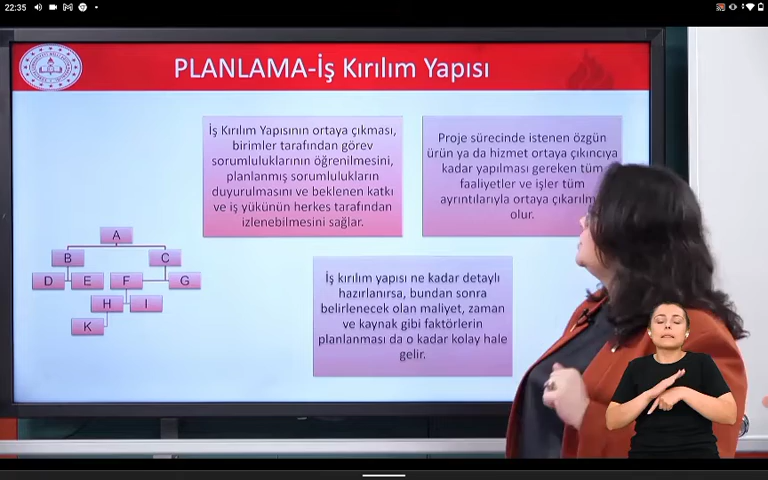 22:35
PLANLAMA-İş Kırılım Yapısı
İş Kırılım Yapısının ortaya çıkması,
birimler tarafından görev
sorumluluklarının öğrenilmesini,
planlanmış sorumlulukların
duyurulmasını ve beklenen katkı
ve iş yükünün herkes tarafından
izlenebilmesini sağlar.
Proje sürecinde istenen özgün
ürün ya da hizmet ortaya çıkıncıya
kadar yapılması gereken tüm
faaliyetler ve işler tüm
ayrıntılarıyla ortaya
olur.
A
B C
D E F G
H I
K
İş kırılım yapısı ne kadar detaylı
hazırlanırsa, bundan sonra
belirlenecek olan maliyet, zaman
ve kaynak gibi faktörlerin
planlanması da o kadar kolay hale
gelir.